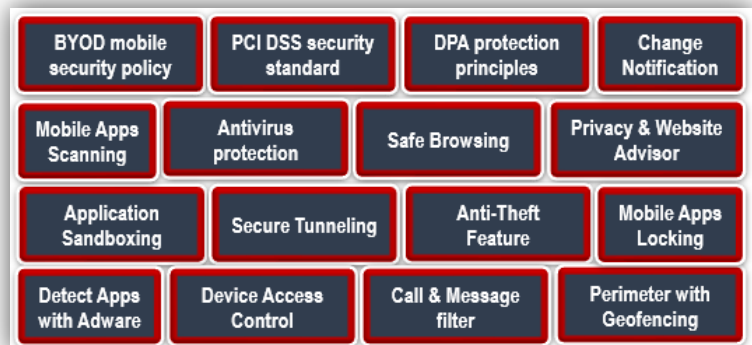 BYOD mobile
security policy
PCI DSS security
standard
DPA protection
principles
Change
Notification
Mobile Apps
Scanning
Antivirus
protection
Safe Browsing
Privacy & Website
Advisor
Application
Sandboxing
Secure Tunneling
Anti-Theft
Feature
Mobile Apps
Locking
Detect Apps
with Adware
Device Access
Control
Call & Message
filter
Perimeter with
Geofencing